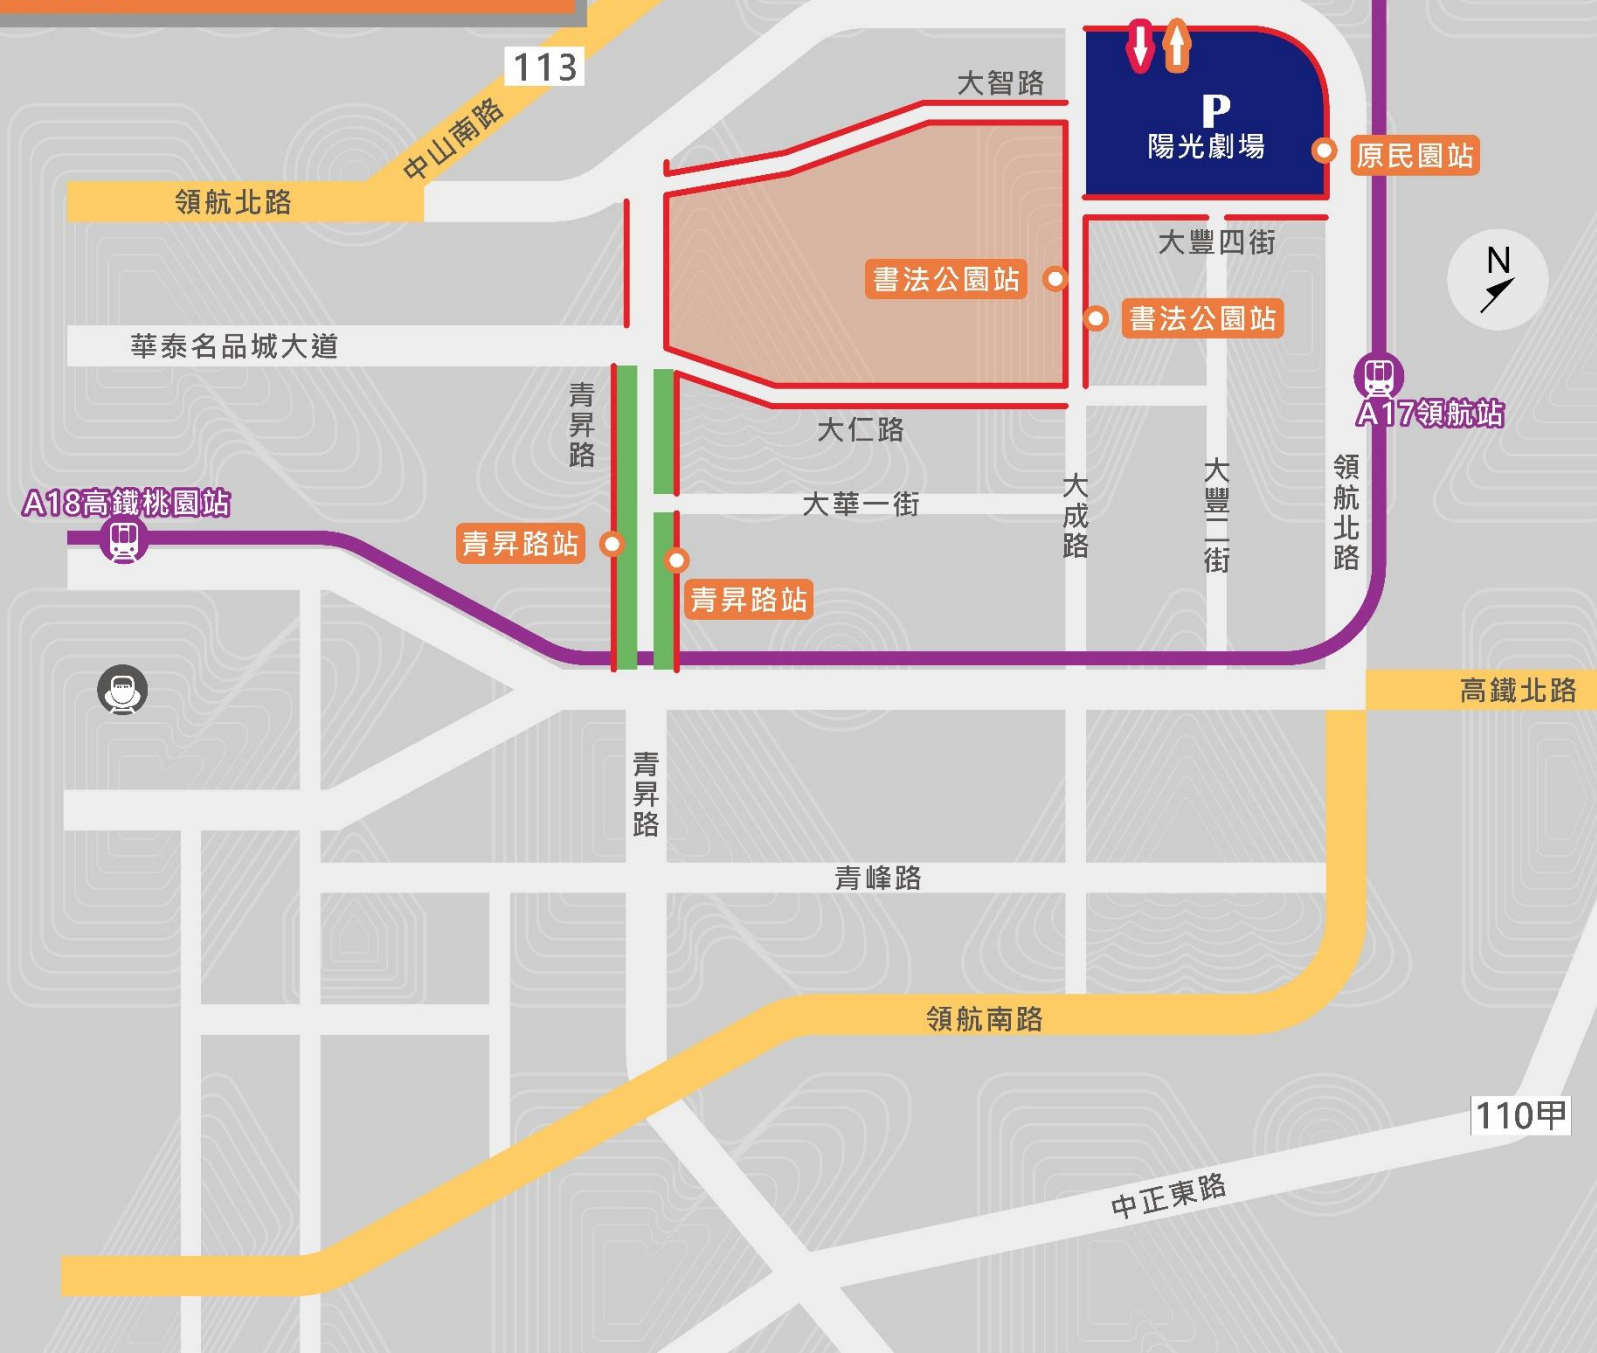 113
中山南路
領航北路
大智路
P
陽光劇場
原民園站
大豐四街
N
書法公園站
書法公園站
華泰名品城大道
青昇路
大仁路
A17領航站
大華一街
大成路
大豐二街
領航北路
A18高鐵桃園站
青昇路站
青昇路站
高鐵北路
青昇路
青峰路
領航南路
110甲
中正東路